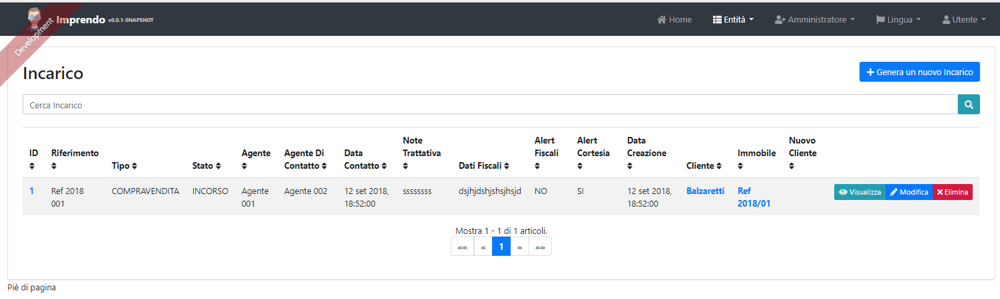 Imprendo v0.0.1-SNAPSHOT
Home Entità Amministratore Lingua Utente
Development
Incarico
Genera un nuovo Incarico
Cerca Incarico
ID Riferimento Tipo Stato Agente Agente Di Contatto Data Contatto Note Trattativa Dati Fiscali Alert Fiscali Alert Cortesia Data Creazione Cliente Immobile Nuovo Cliente
1 Ref 2018 001 COMPRAVENDITA INCORSO Agente 001 Agente 002 12 set 2018, 18:52:00 ssssssss dsjhjdshjshsjhsjd NO SI 12 set 2018, 18:52:00 Balzaretti Ref 2018/01 Visualizza Modifica Elimina
Mostra 1 - 1 di 1 articoli.
«« « 1 » »»
Piè di pagina